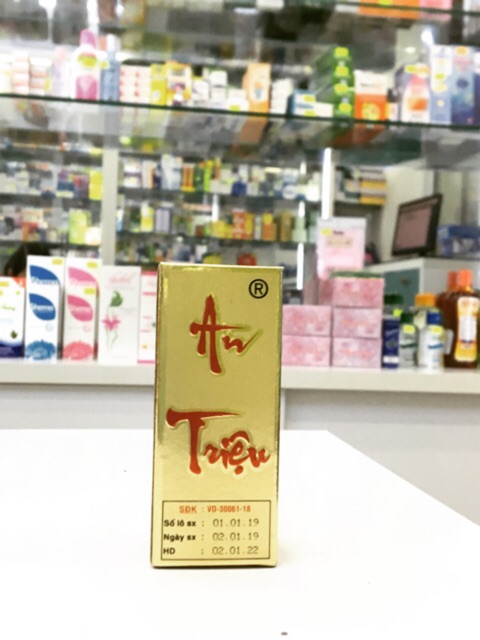 ®
An
Triệu
SĐK : VD-30061-18
Số lô sx : 01.01.19
Ngày sx : 02.01.19
HD : 02.01.22